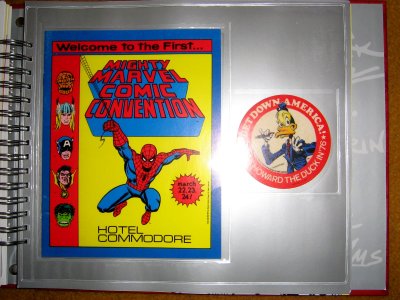 Welcome to the First...
MIGHTY
MARVEL
COMIC
CONVENTION
march
22,23,
24!
HOTEL
COMMODORE
GET DOWN AMERICA!
HOWARD THE DUCK IN '76